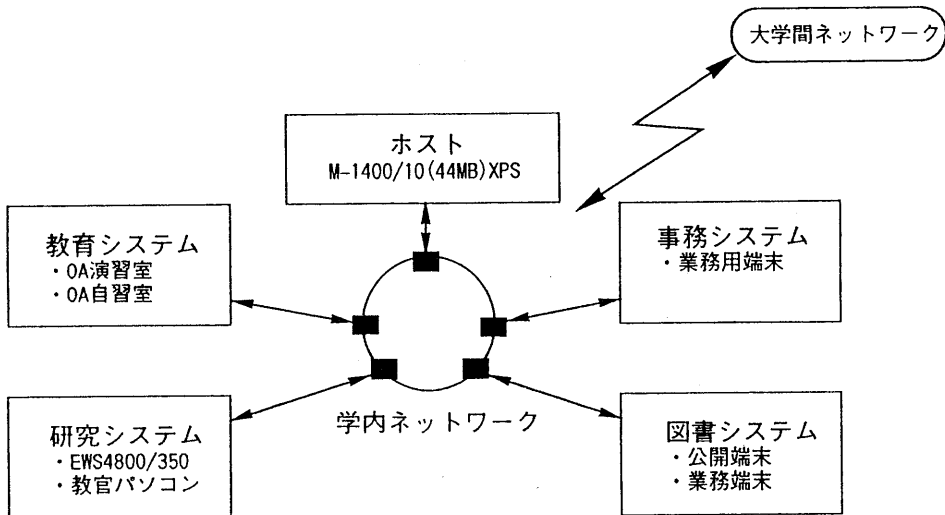 大学間ネットワーク
ホスト
M-1400/10(44MB)XPS
教育システム
・OA演習室
・OA自習室
事務システム
・業務用端末
学内ネットワーク
研究システム
・EWS4800/350
・教官パソコン
図書システム
・公開端末
・業務端末